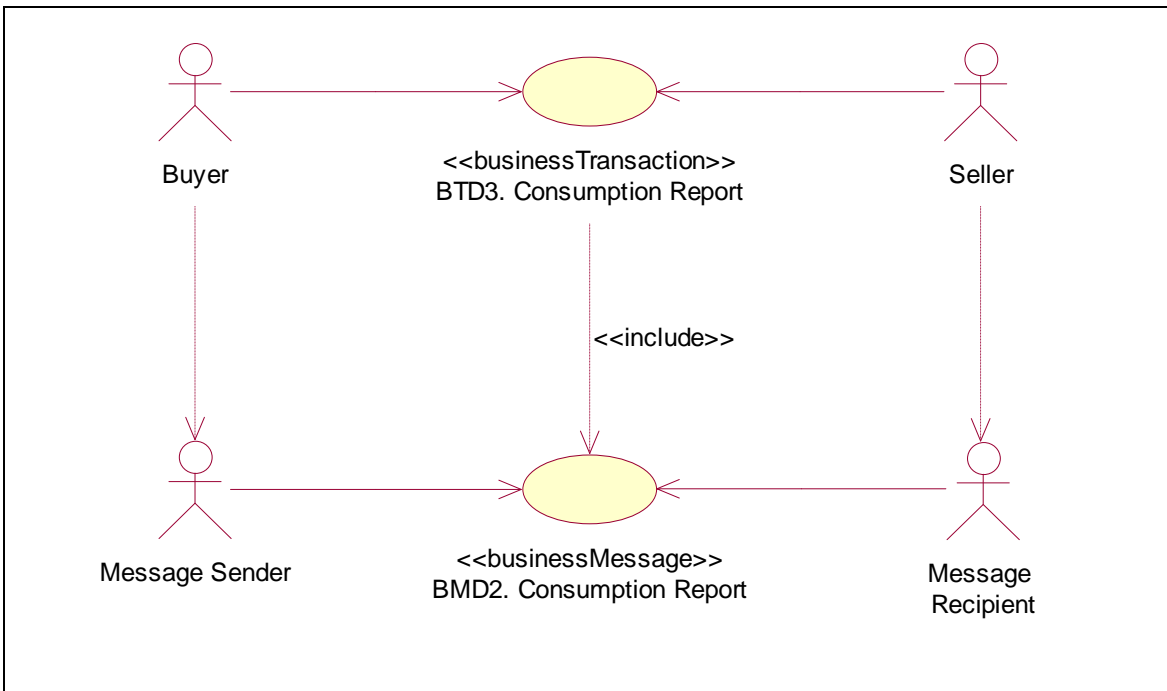 Buyer
<<businessTransaction>>
BTD3. Consumption Report
Seller
<<include>>
Message Sender
<<businessMessage>>
BMD2. Consumption Report
Message
Recipient